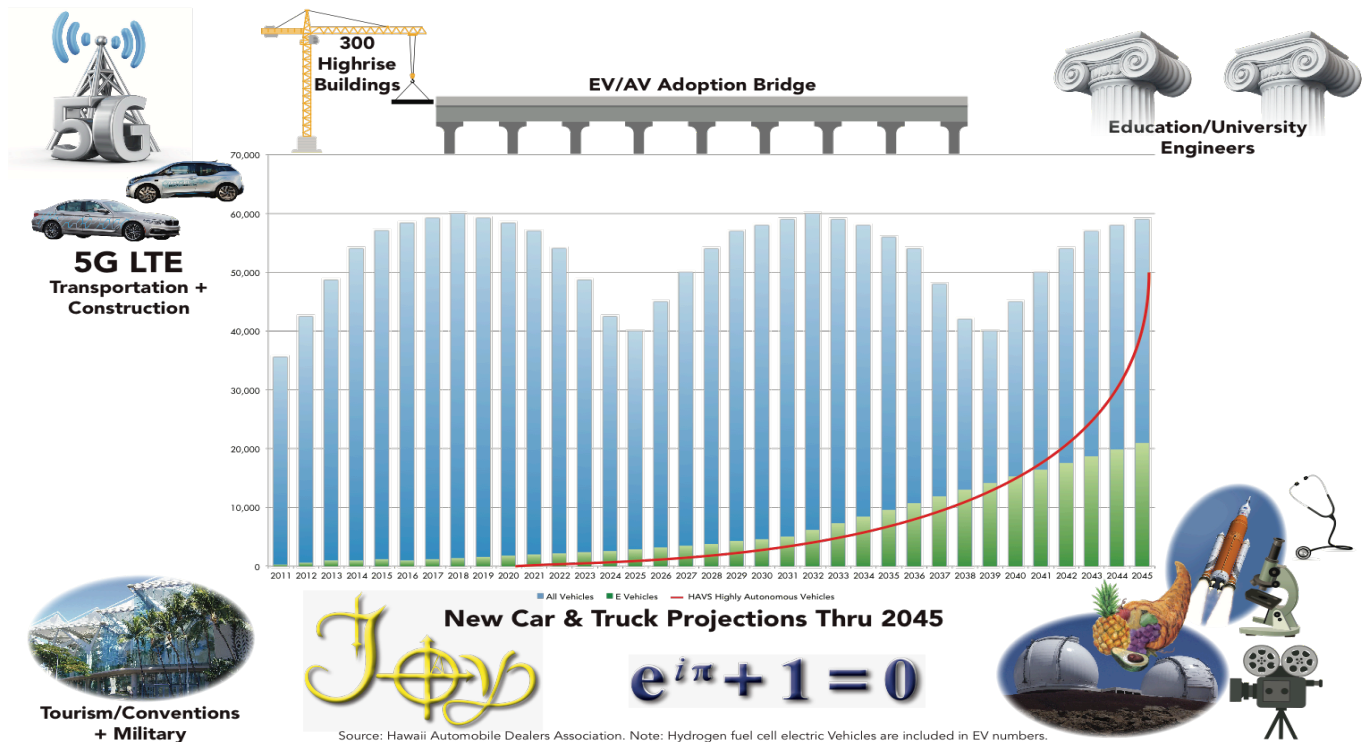 5G
300
Highrise
Buildings
EV/AV Adoption Bridge
Education/University
Engineers
5G LTE
Transportation +
Construction
70,000
60,000
50,000
40,000
30,000
20,000
10,000
0
2011 2012 2013 2014 2015 2016 2017 2018 2019 2020 2021 2022 2023 2024 2025 2026 2027 2028 2029 2030 2031 2032 2033 2034 2035 2036 2037 2038 2039 2040 2041 2042 2043 2044 2045
All Vehicles E Vehicles HAVS Highly Autonomous Vehicles
New Car & Truck Projections Thru 2045
Joy
e^{iπ} + 1 = 0
Tourism/Conventions
+ Military
Source: Hawaii Automobile Dealers Association. Note: Hydrogen fuel cell electric Vehicles are included in EV numbers.